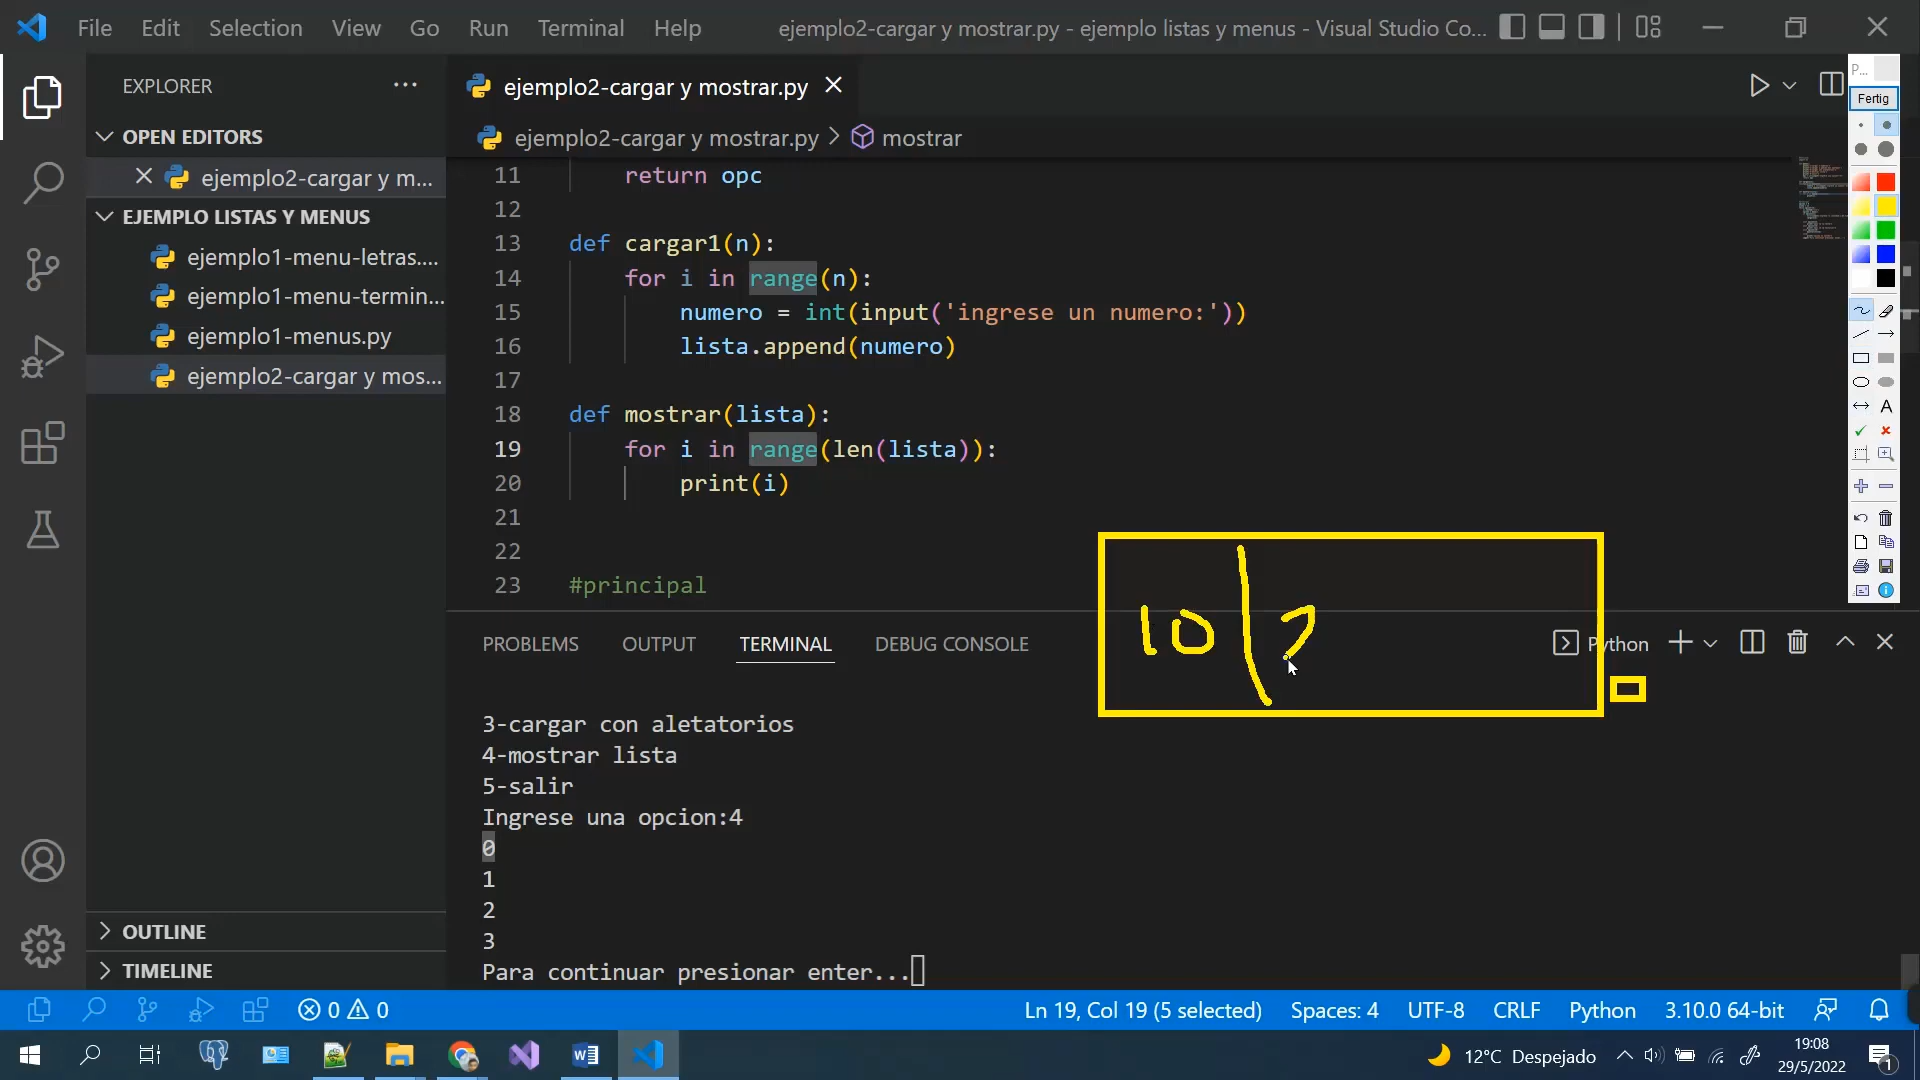 File Edit Selection View Go Run Terminal Help ejemplo2-cargar y mostrar.py - ejemplo listas y menus - Visual Studio Co...
P...
Fertig
EXPLORER ...
OPEN EDITORS
ejemplo2-cargar y m...
EJEMPLO LISTAS Y MENUS
ejemplo1-menu-letras....
ejemplo1-menu-termin...
ejemplo1-menus.py
ejemplo2-cargar y mos...
OUTLINE
TIMELINE
ejemplo2-cargar y mostrar.py
ejemplo2-cargar y mostrar.py > mostrar
11 return opc
12
13 def cargar1(n):
14 for i in range(n):
15 numero = int(input('ingrese un numero:'))
16 lista.append(numero)
17
18 def mostrar(lista):
19 for i in range(len(lista)):
20 print(i)
21
22
23 #principal
10
PROBLEMS OUTPUT TERMINAL DEBUG CONSOLE Python
3-cargar con aletatorios
4-mostrar lista
5-salir
Ingrese una opcion:4
0
1
2
3
Para continuar presionar enter...
0 0 Ln 19, Col 19 (5 selected) Spaces: 4 UTF-8 CRLF Python 3.10.0 64-bit
12°C Despejado 19:08
29/5/2022
1